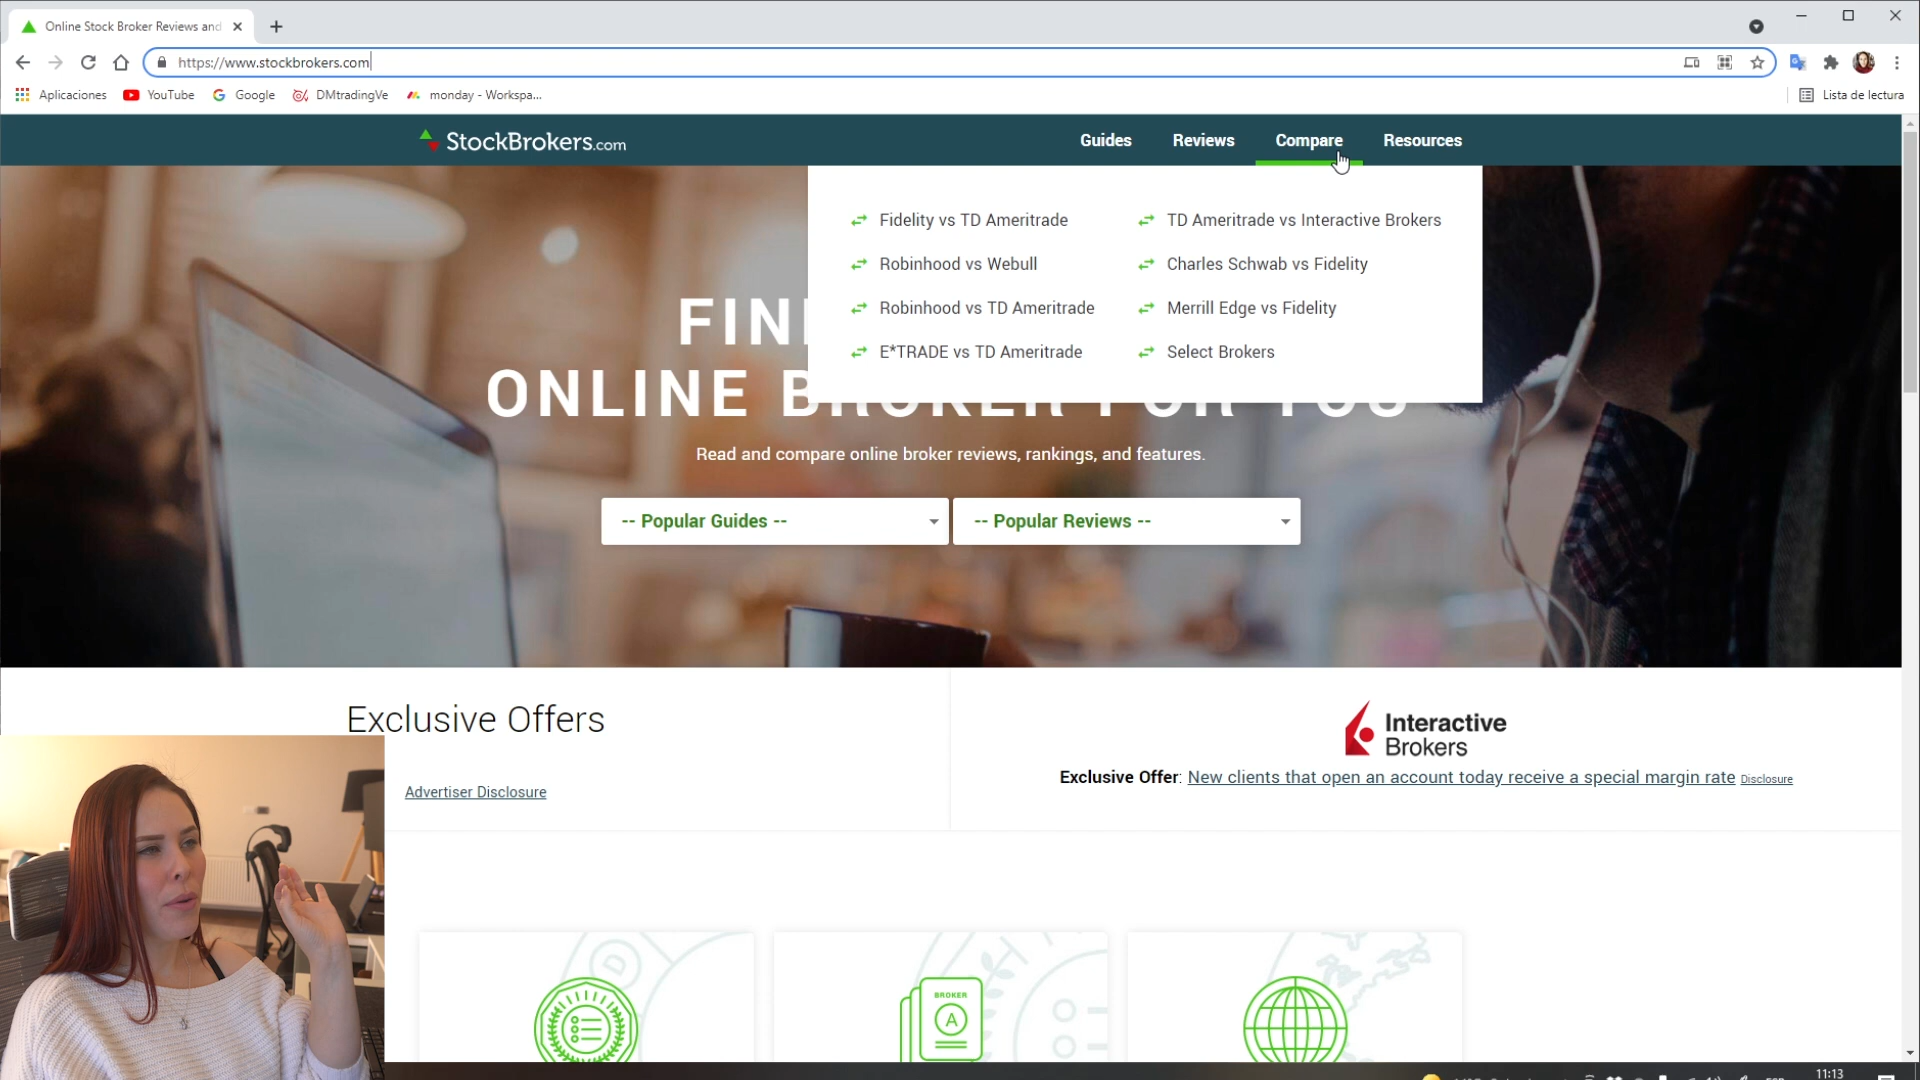 Online Stock Broker Reviews and
https://www.stockbrokers.com
Aplicaciones
YouTube
Google
DMtradingVe
monday - Workspa...
Lista de lectura
StockBrokers.com
Guides
Reviews
Compare
Resources
Fidelity vs TD Ameritrade
TD Ameritrade vs Interactive Brokers
Robinhood vs Webull
Charles Schwab vs Fidelity
Robinhood vs TD Ameritrade
Merrill Edge vs Fidelity
E*TRADE vs TD Ameritrade
Select Brokers
FIN
ONLINE BROKER FOR YOU
Read and compare online broker reviews, rankings, and features.
-- Popular Guides --
-- Popular Reviews --
Exclusive Offers
Advertiser Disclosure
Interactive
Brokers
Exclusive Offer: New clients that open an account today receive a special margin rate Disclosure
BROKER
A
11:13